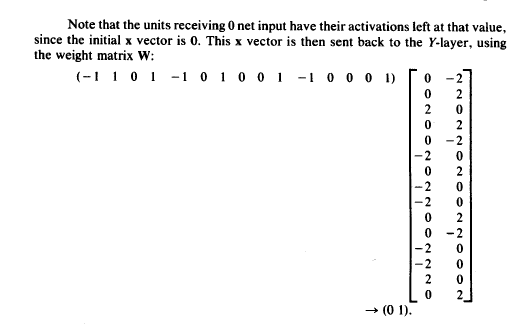 Note that the units receiving 0 net input have their activations left at that value,
since the initial x vector is 0. This x vector is then sent back to the Y-layer, using
the weight matrix W:
(−1 1 0 1 −1 0 1 0 0 1 −1 0 0 0 1) [ 0 −2
0 2
2 0
0 2
0 −2
−2 0
0 2
−2 0
−2 0
0 2
0 −2
−2 0
−2 0
2 0
0 2 ]
→ (0 1).